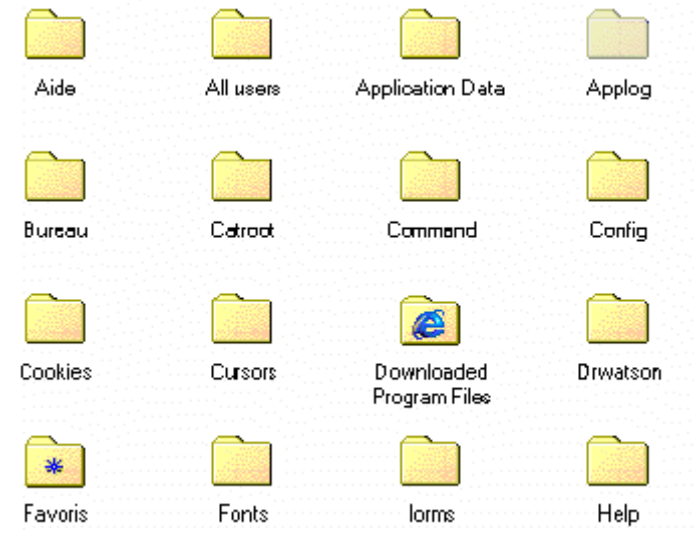 Aide
All users
Application Data
Applog
Bureau
Catroot
Command
Config
Cookies
Cursors
Downloaded
Program Files
Drwatson
Favoris
Fonts
Iorms
Help